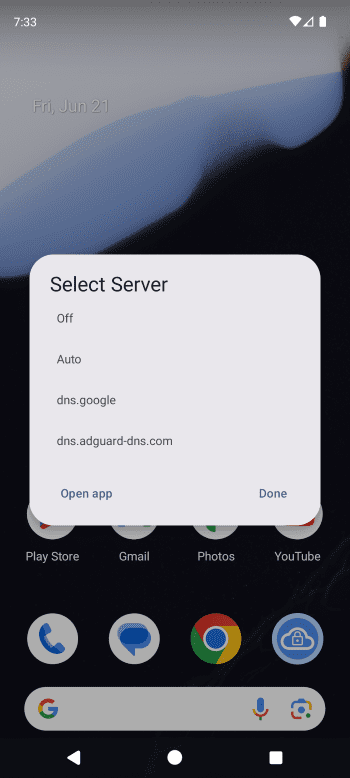 7:33
Fri, Jun 21
Select Server
Off
Auto
dns.google
dns.adguard-dns.com
Open app
Done
Play Store
Gmail
Photos
YouTube